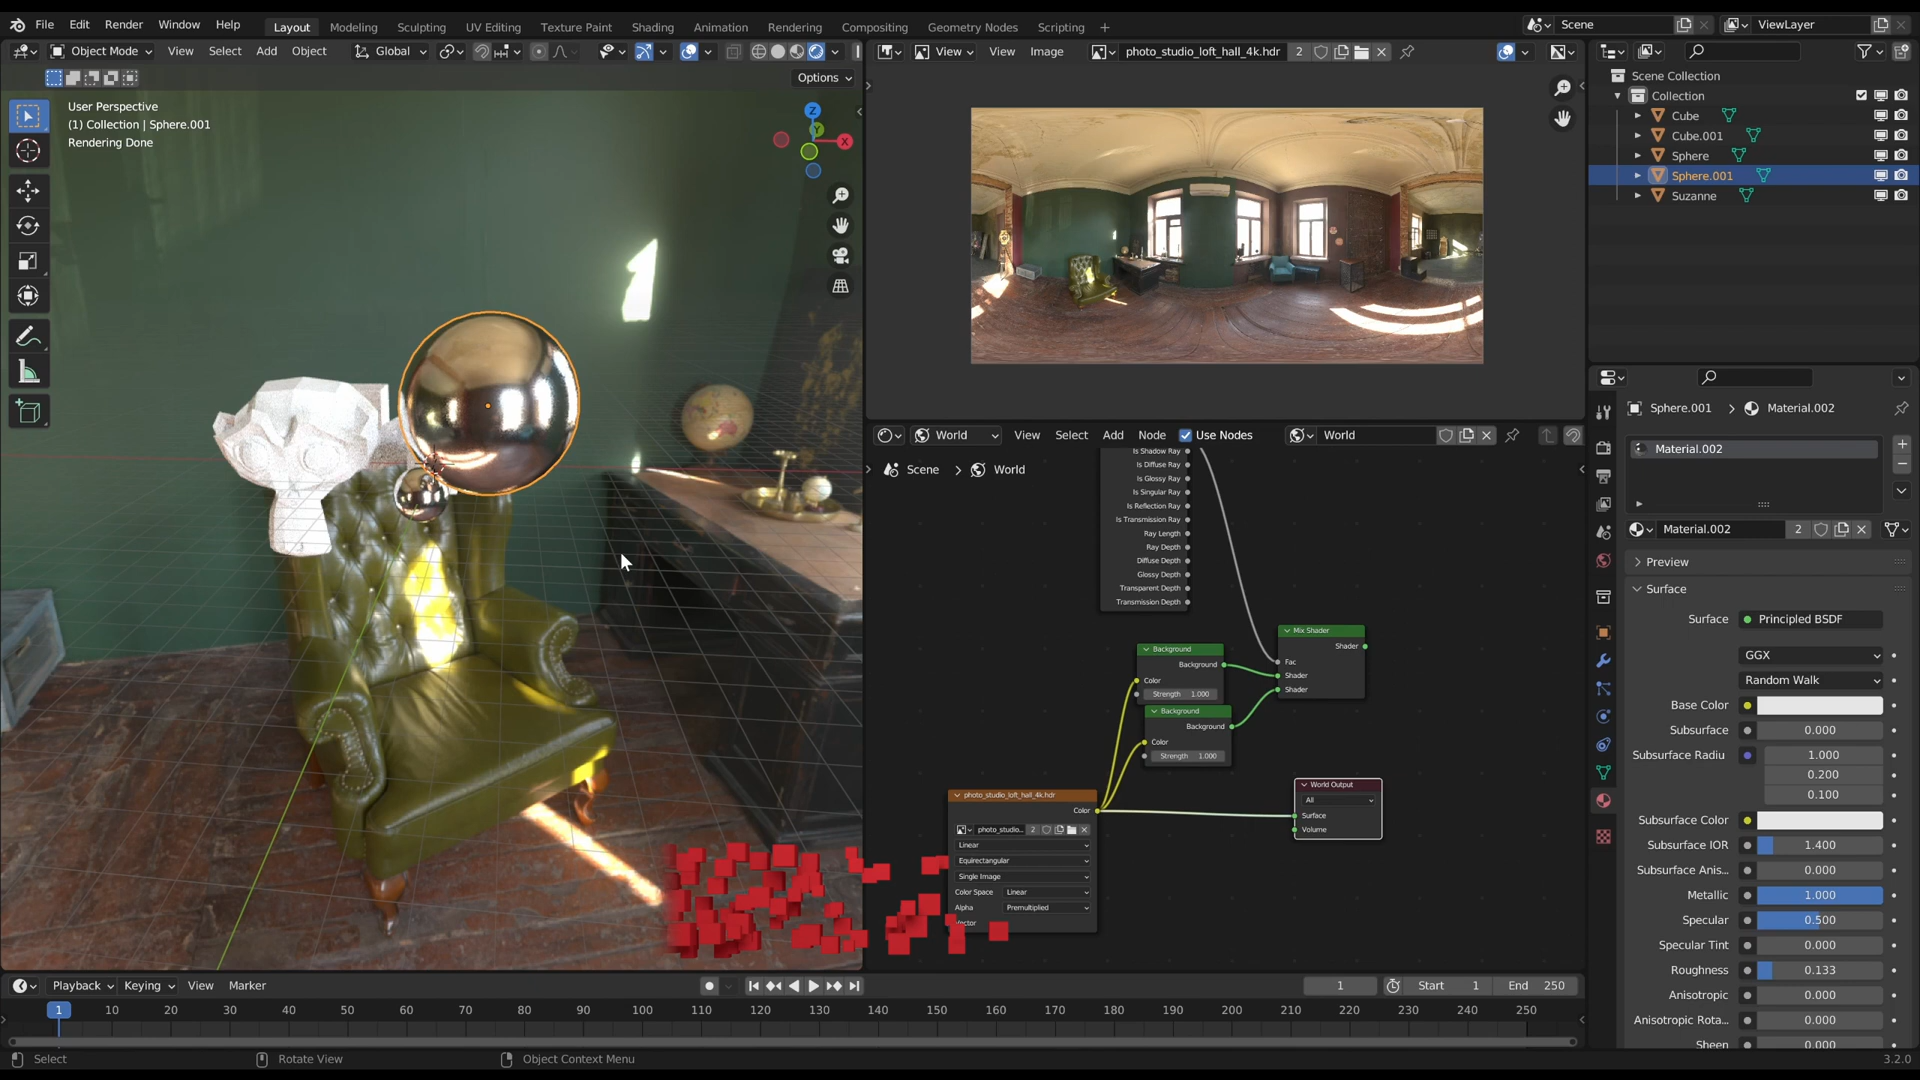 File Edit Render Window Help Layout Modeling Sculpting UV Editing Texture Paint Shading Animation Rendering Compositing Geometry Nodes Scripting + Scene ViewLayer
Object Mode View Select Add Object Global
Options
User Perspective
(1) Collection | Sphere.001
Rendering Done
Z
Y
X
View View Image photo_studio_loft_hall_4k.hdr 2
World View Select Add Node Use Nodes World
Scene > World
Is Shadow Ray
Is Diffuse Ray
Is Glossy Ray
Is Singular Ray
Is Reflection Ray
Is Transmission Ray
Ray Length
Ray Depth
Diffuse Depth
Glossy Depth
Transparent Depth
Transmission Depth
Background
Background
Color
Strength 1.000
Background
Background
Color
Strength 1.000
Mix Shader
Shader
Fac
Shader
Shader
World Output
All
Surface
Volume
photo_studio_loft_hall_4k.hdr
Color
photo_studio... 2
Linear
Equirectangular
Single Image
Color Space Linear
Alpha Premultiplied
Scene Collection
Collection
Cube
Cube.001
Sphere
Sphere.001
Suzanne
Sphere.001 > Material.002
Material.002
Material.002 2
Preview
Surface
Surface Principled BSDF
GGX
Random Walk
Base Color
Subsurface 0.000
Subsurface Radiu 1.000
0.200
0.100
Subsurface Color
Subsurface IOR 1.400
Subsurface Anis... 0.000
Metallic 1.000
Specular 0.500
Specular Tint 0.000
Roughness 0.133
Anisotropic 0.000
Anisotropic Rota... 0.000
Sheen 0.000
Playback Keying View Marker 1 Start 1 End 250
1 10 20 30 40 50 60 70 80 90 100 110 120 130 140 150 160 170 180 190 200 210 220 230 240 250
Select Rotate View Object Context Menu 3.2.0